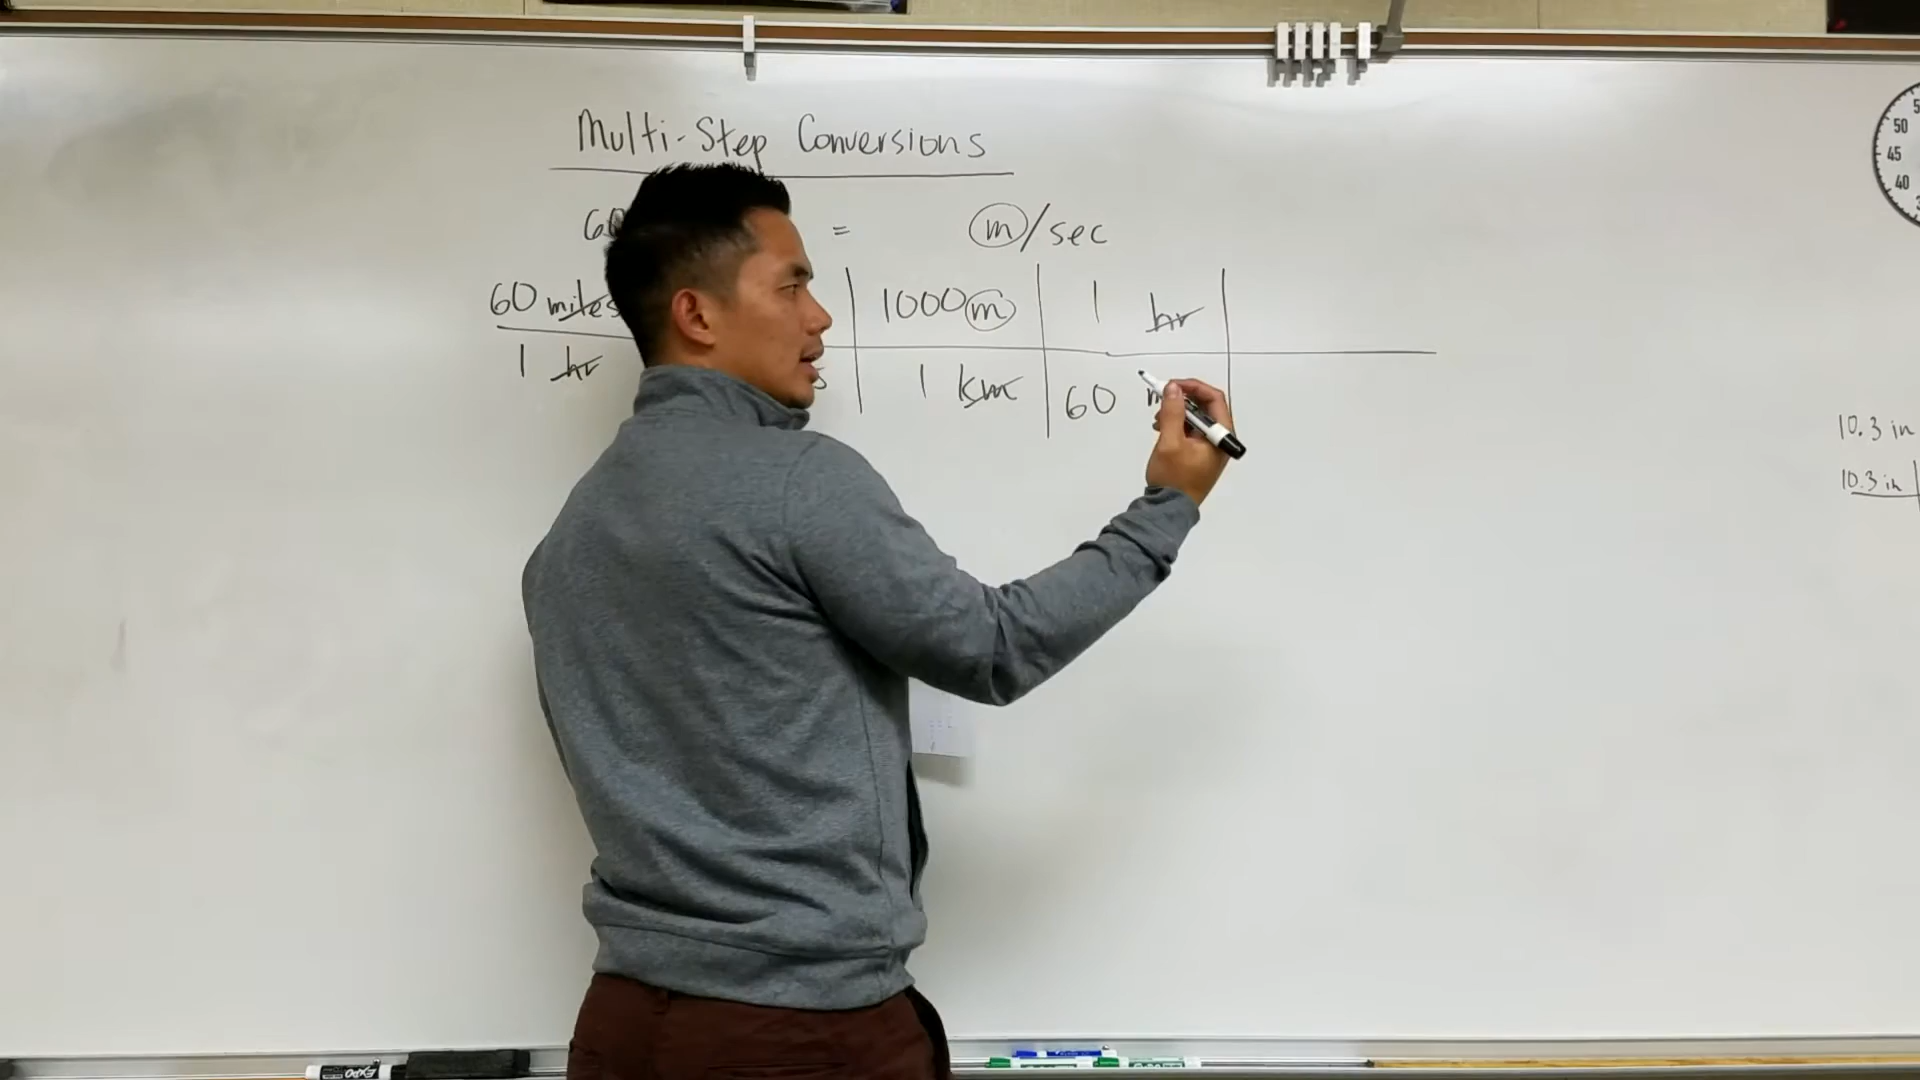 Multi-Step Conversions
60 = m/sec
60 miles 1000 m 1 hr
1 hr 1 km 60
50
45
40
10.3 in
10.3 in
EXPO